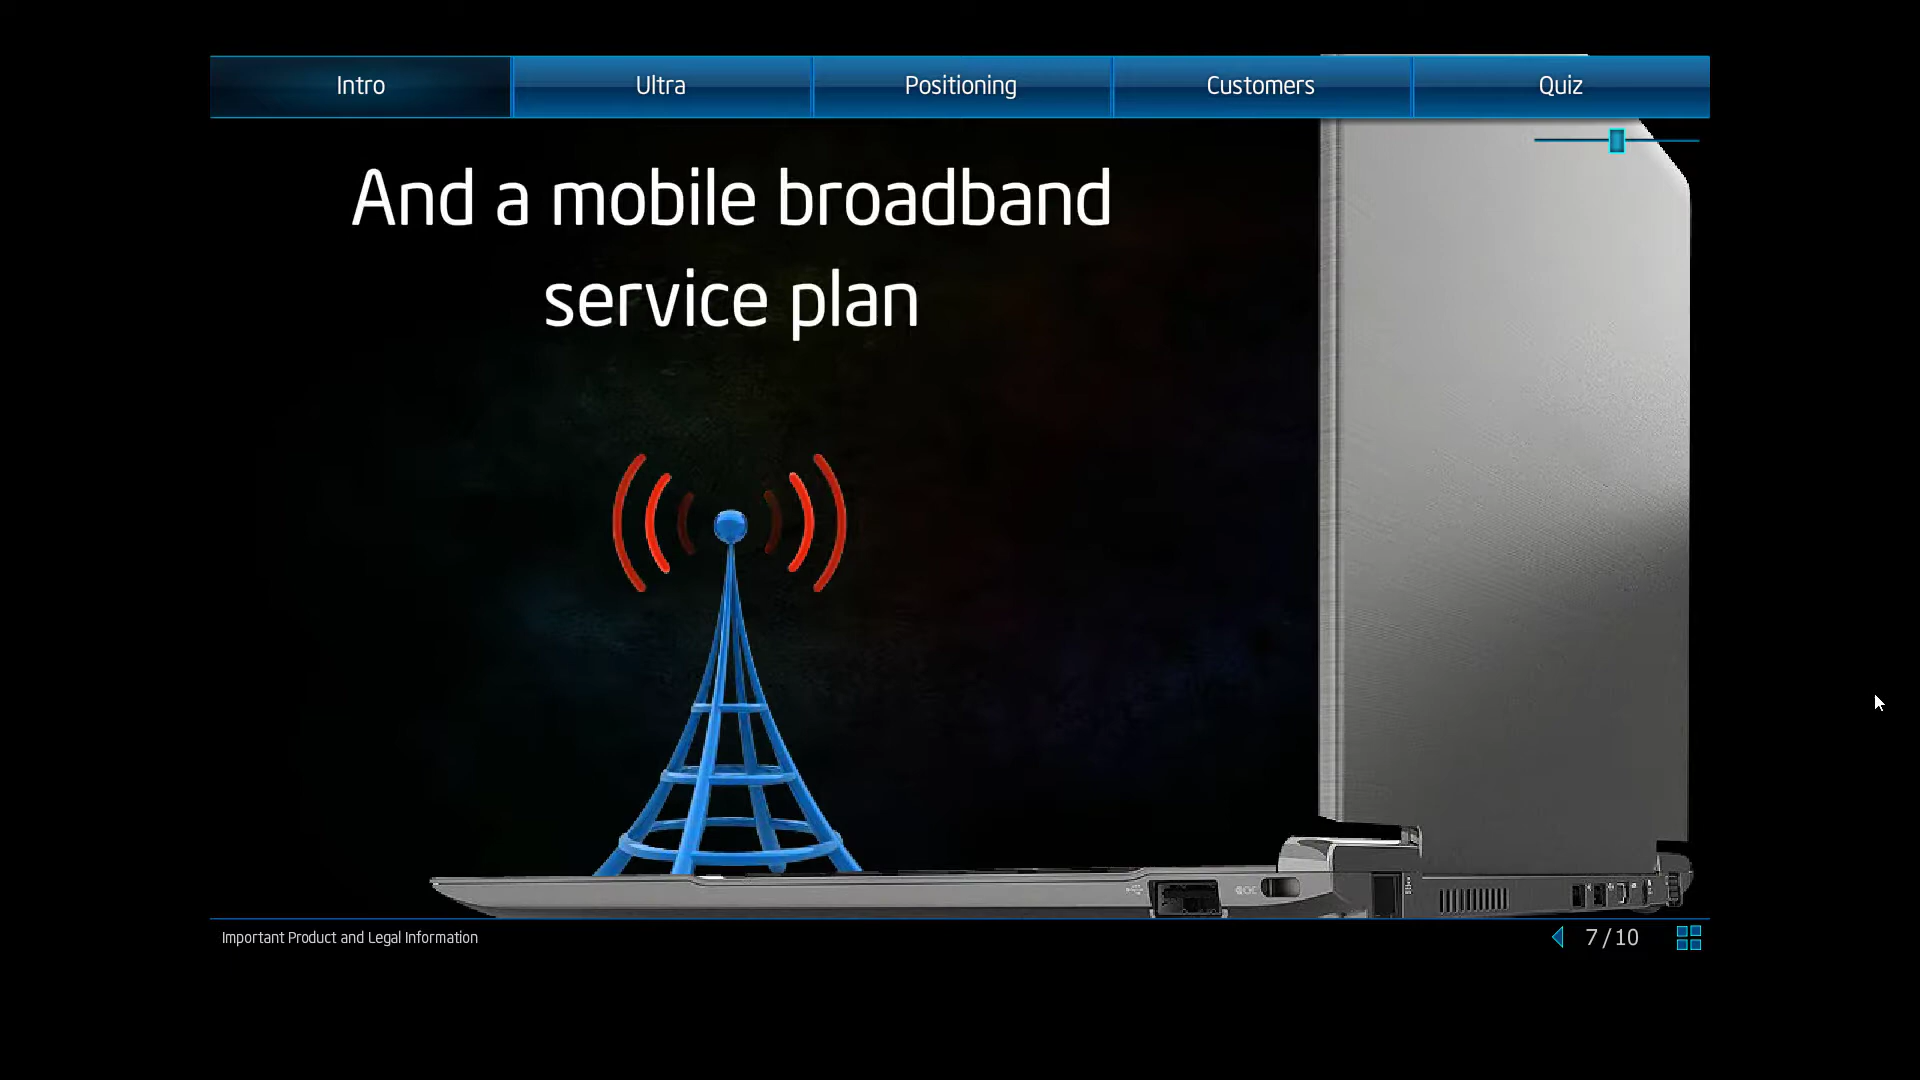 Intro
Ultra
Positioning
Customers
Quiz
And a mobile broadband
service plan
Important Product and Legal Information
7/10